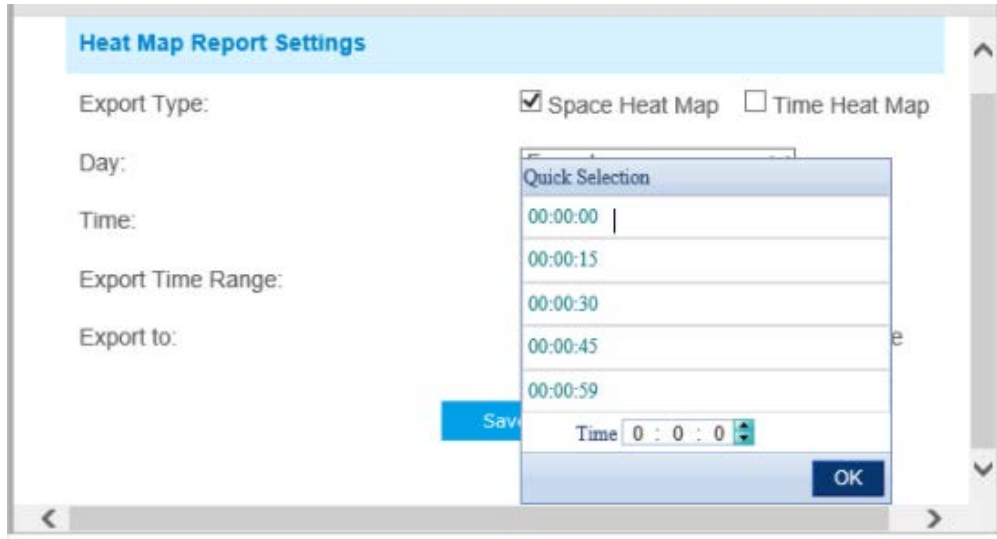 Heat Map Report Settings
Export Type: Space Heat Map Time Heat Map
Day:
Quick Selection
Time: 00:00:00
00:00:15
Export Time Range:
00:00:30
Export to: e
00:00:45
00:00:59
Save
Time 0 : 0 : 0
OK